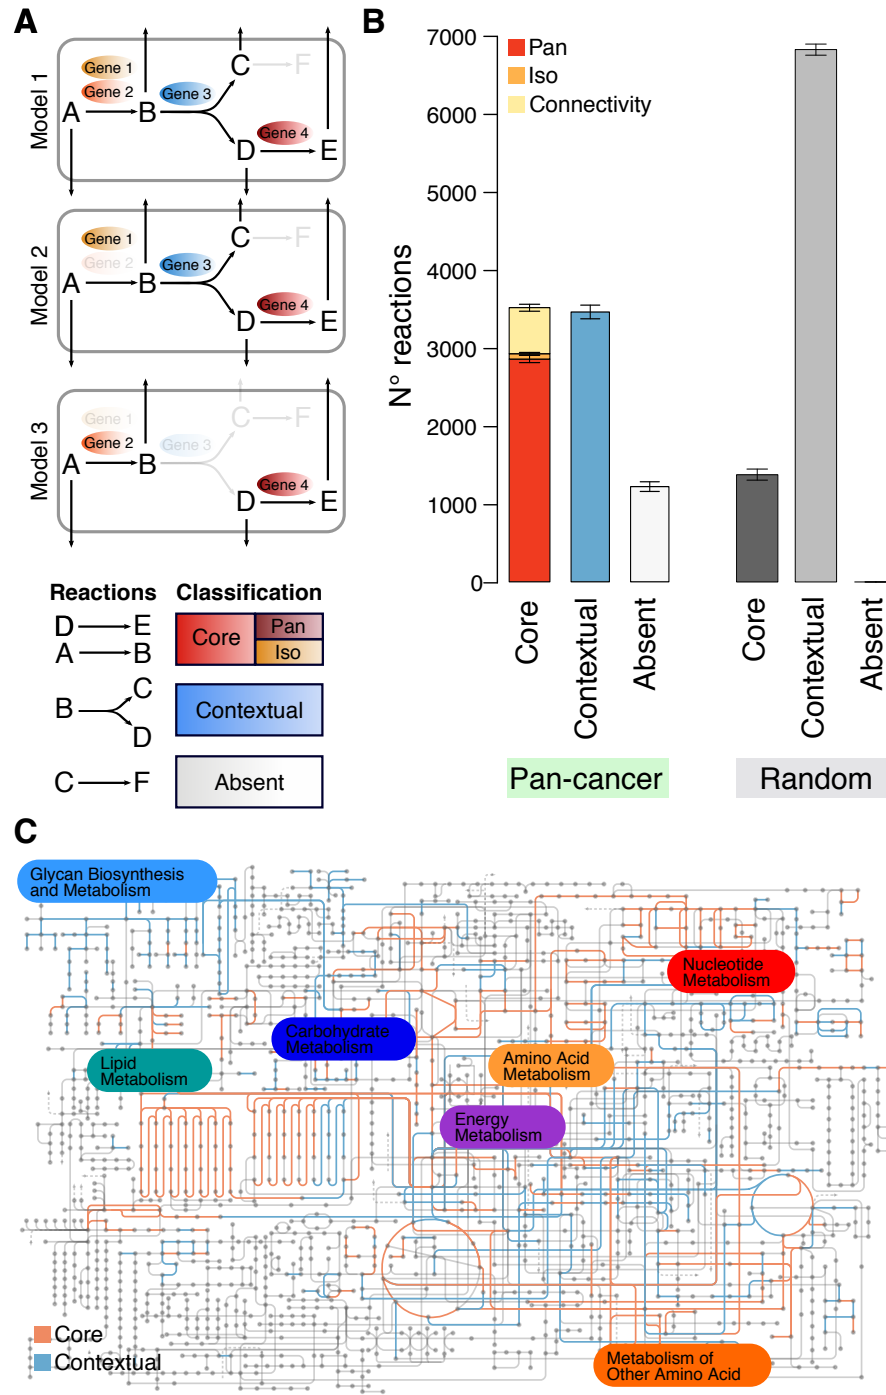 A
Model 1
Gene 1
Gene 2
Gene 3
Gene 4
A
B
C
F
D
E
Model 2
Gene 1
Gene 2
Gene 3
Gene 4
A
B
C
F
D
E
Model 3
Gene 1
Gene 2
Gene 3
Gene 4
A
B
C
F
D
E
Reactions
Classification
D
E
A
B
Core
Pan
Iso
B
C
D
Contextual
C
F
Absent
B
N° reactions
7000
6000
5000
4000
3000
2000
1000
0
Pan
Iso
Connectivity
Core
Contextual
Absent
Core
Contextual
Absent
Pan-cancer
Random
C
Glycan Biosynthesis
and Metabolism
Nucleotide
Metabolism
Carbohydrate
Metabolism
Lipid
Metabolism
Amino Acid
Metabolism
Energy
Metabolism
Core
Contextual
Metabolism of
Other Amino Acid